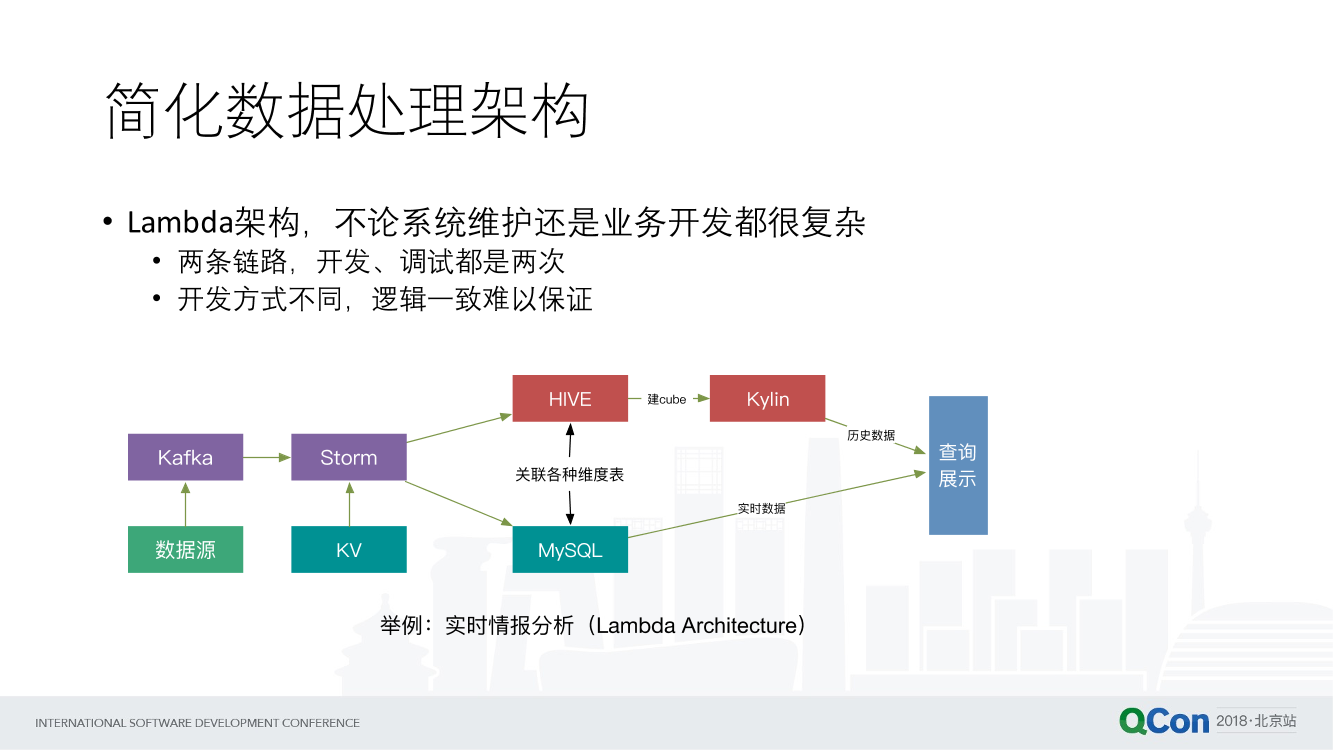 简化数据处理架构
• Lambda架构，不论系统维护还是业务开发都很复杂
• 两条链路，开发、调试都是两次
• 开发方式不同，逻辑一致难以保证
HIVE
建cube
Kylin
历史数据
查询
展示
Kafka
Storm
关联各种维度表
实时数据
数据源
KV
MySQL
举例：实时情报分析（Lambda Architecture）
INTERNATIONAL SOFTWARE DEVELOPMENT CONFERENCE
QCon 2018·北京站